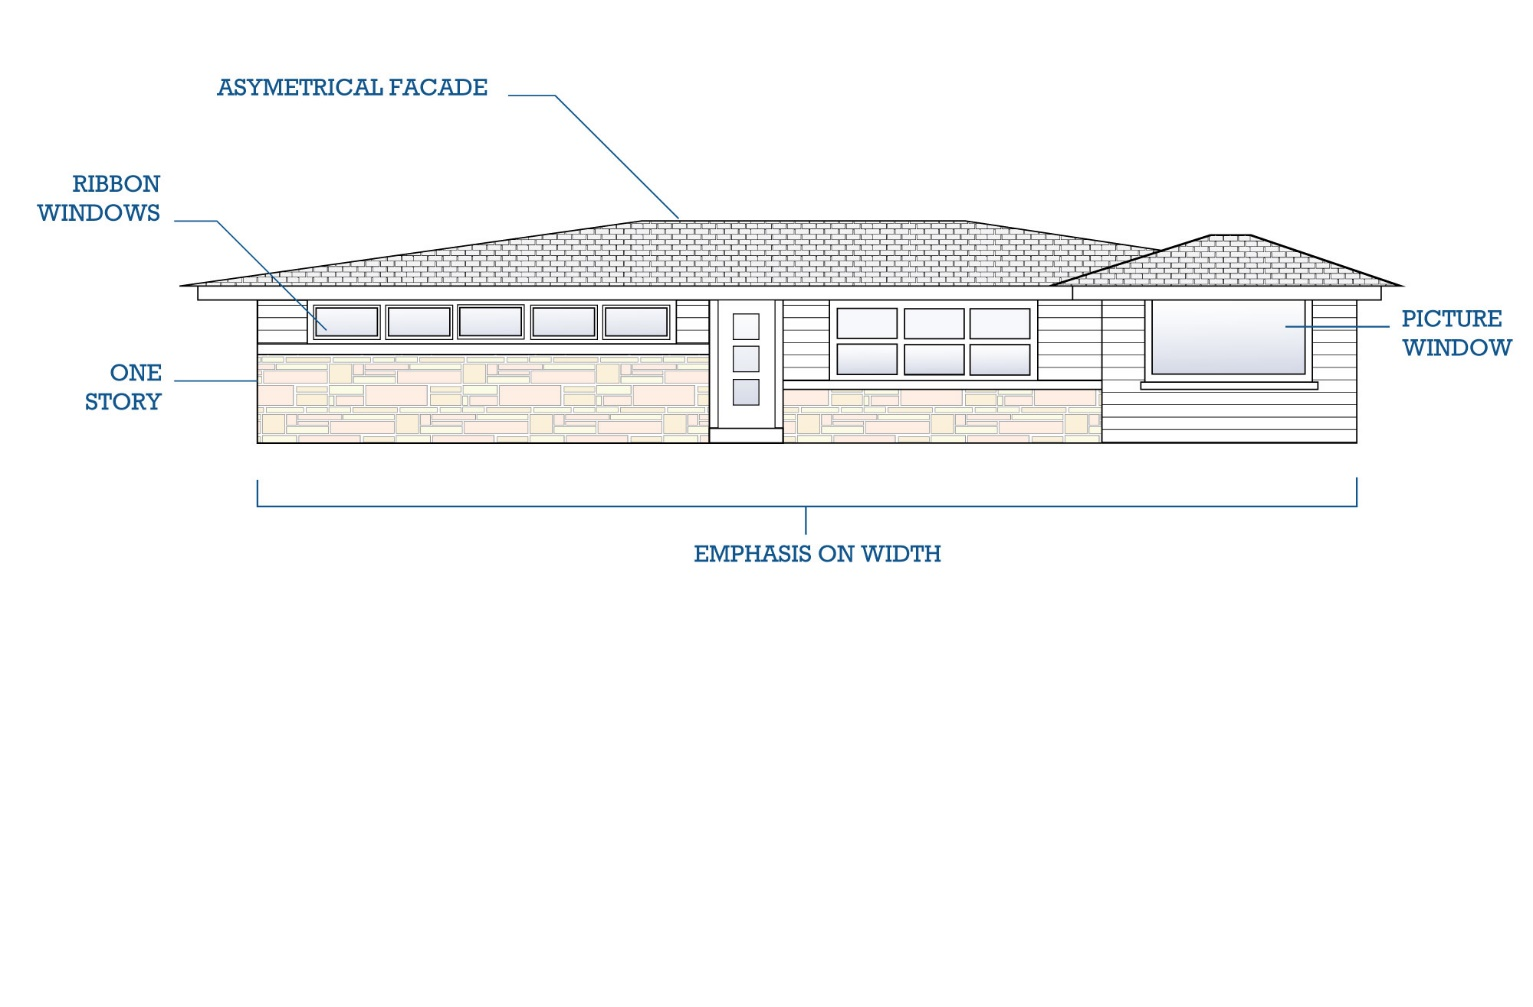 ASYMETRICAL FACADE
RIBBON
WINDOWS
PICTURE
WINDOW
ONE
STORY
EMPHASIS ON WIDTH